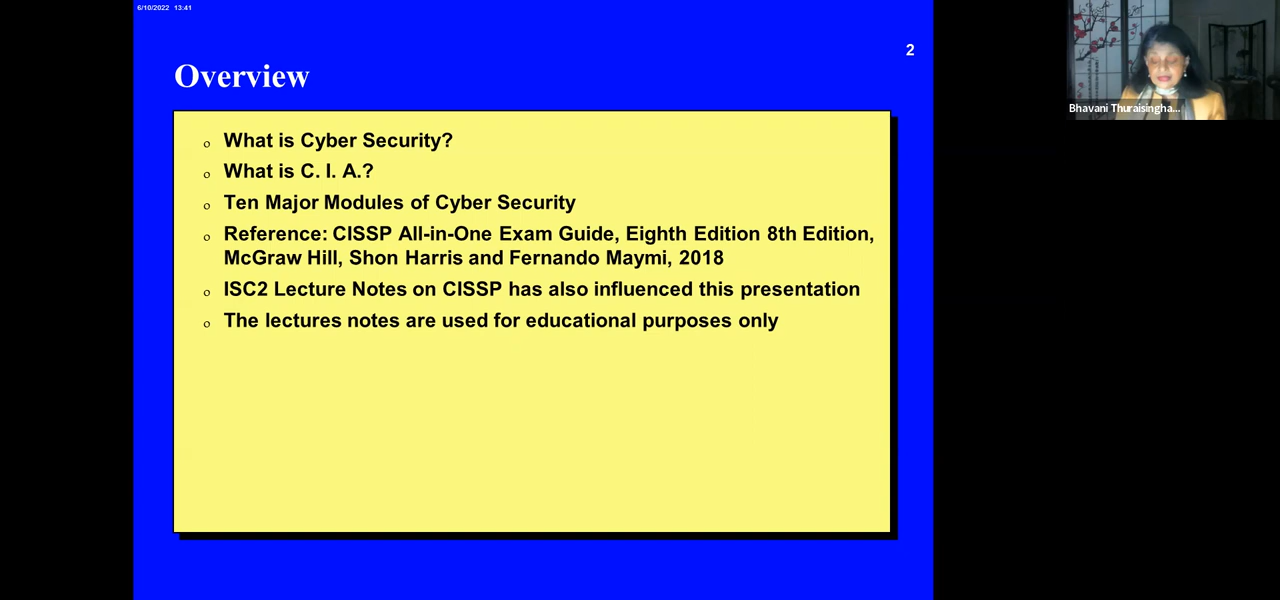 6/10/2022 13:41
2
Overview
o What is Cyber Security?
o What is C. I. A.?
o Ten Major Modules of Cyber Security
o Reference: CISSP All-in-One Exam Guide, Eighth Edition 8th Edition,
McGraw Hill, Shon Harris and Fernando Maymi, 2018
o ISC2 Lecture Notes on CISSP has also influenced this presentation
o The lectures notes are used for educational purposes only
Bhavani Thuraisingha...